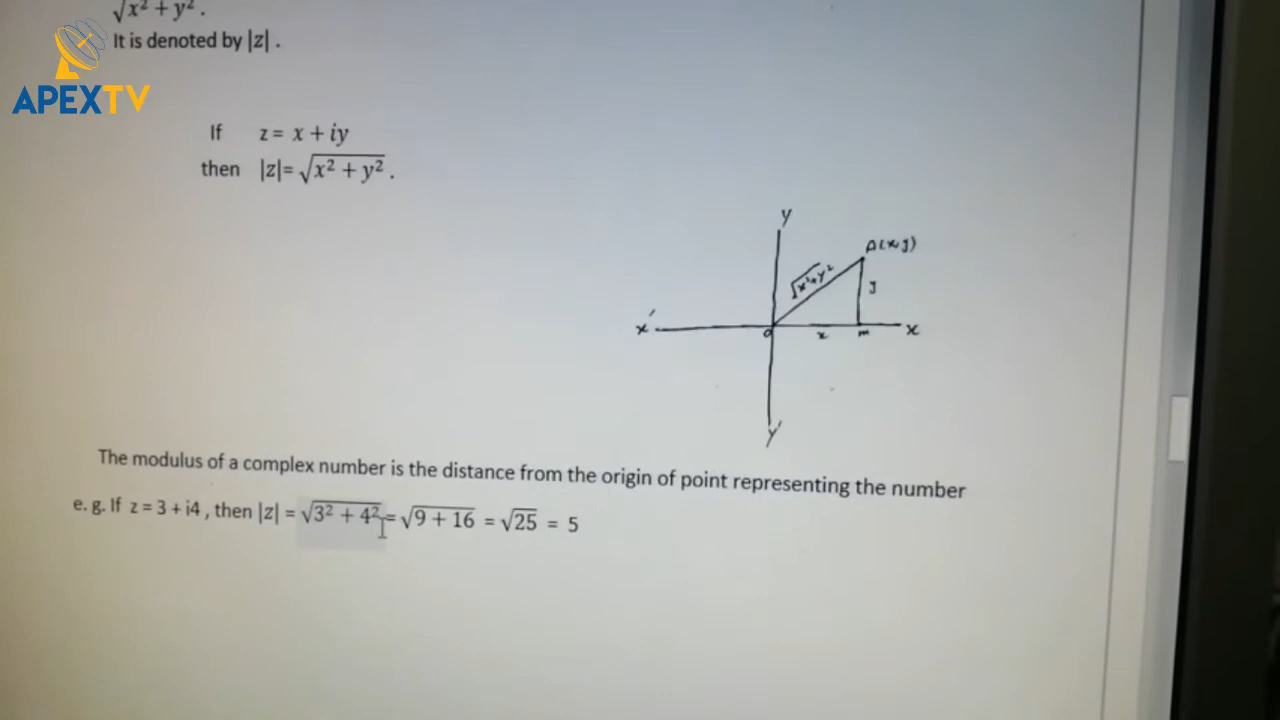 √x² + y² .
It is denoted by |z| .
APEXTV
If z = x + iy
then |z|= √x² + y² .
y
P(x,y)
√x²+y²
y
x'
o
x
m
x
y'
The modulus of a complex number is the distance from the origin of point representing the number
e. g. If z = 3 + i4 , then |z| = √3² + 4² = √9 + 16 = √25 = 5